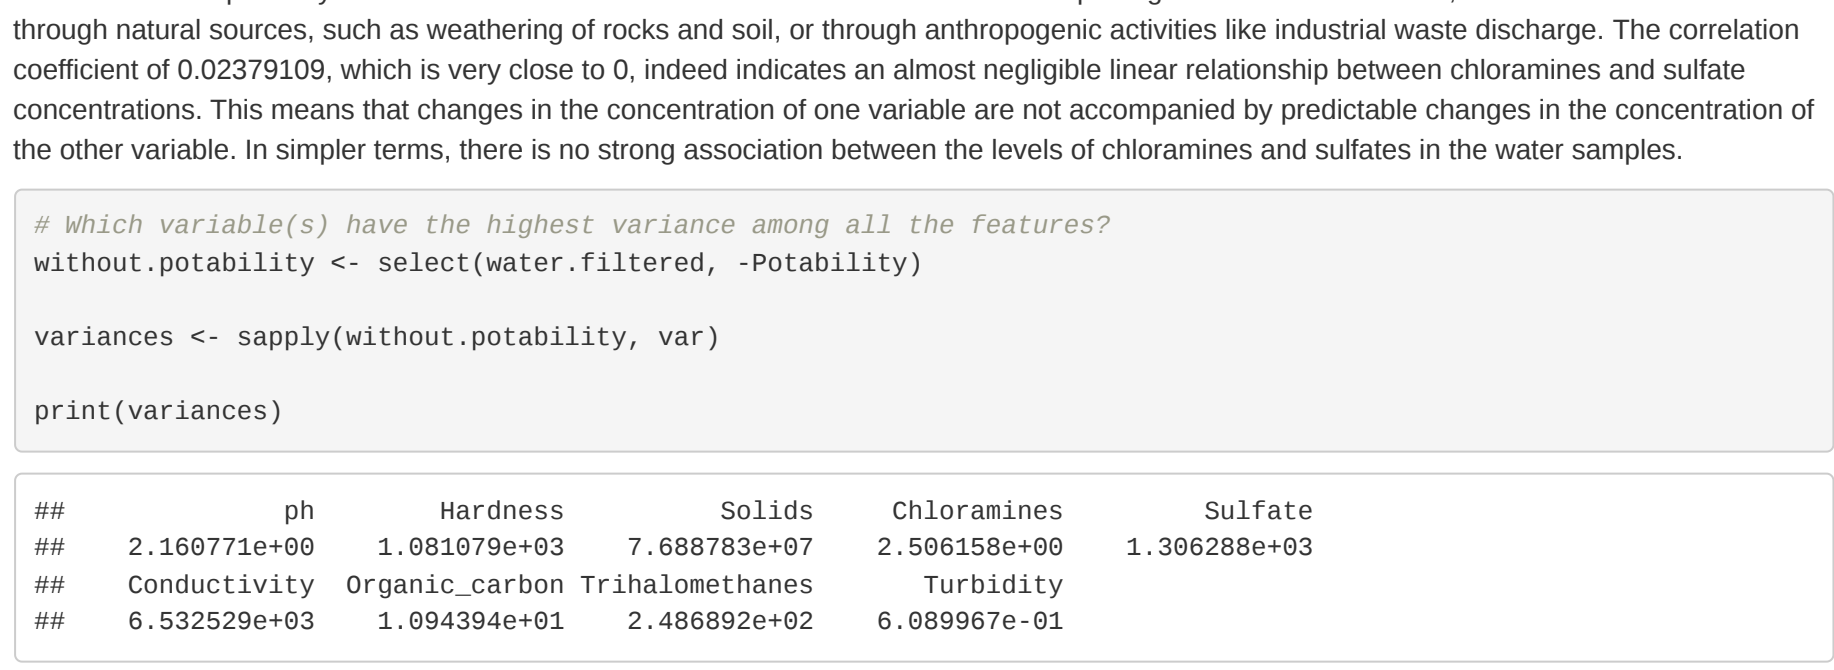 through natural sources, such as weathering of rocks and soil, or through anthropogenic activities like industrial waste discharge. The correlation
coefficient of 0.02379109, which is very close to 0, indeed indicates an almost negligible linear relationship between chloramines and sulfate
concentrations. This means that changes in the concentration of one variable are not accompanied by predictable changes in the concentration of
the other variable. In simpler terms, there is no strong association between the levels of chloramines and sulfates in the water samples.
# Which variable(s) have the highest variance among all the features?
without.potability <- select(water.filtered, -Potability)
variances <- sapply(without.potability, var)
print(variances)
##              ph        Hardness          Solids     Chloramines         Sulfate
##    2.160771e+00    1.081079e+03    7.688783e+07    2.506158e+00    1.306288e+03
##    Conductivity  Organic_carbon Trihalomethanes       Turbidity
##    6.532529e+03    1.094394e+01    2.486892e+02    6.089967e-01